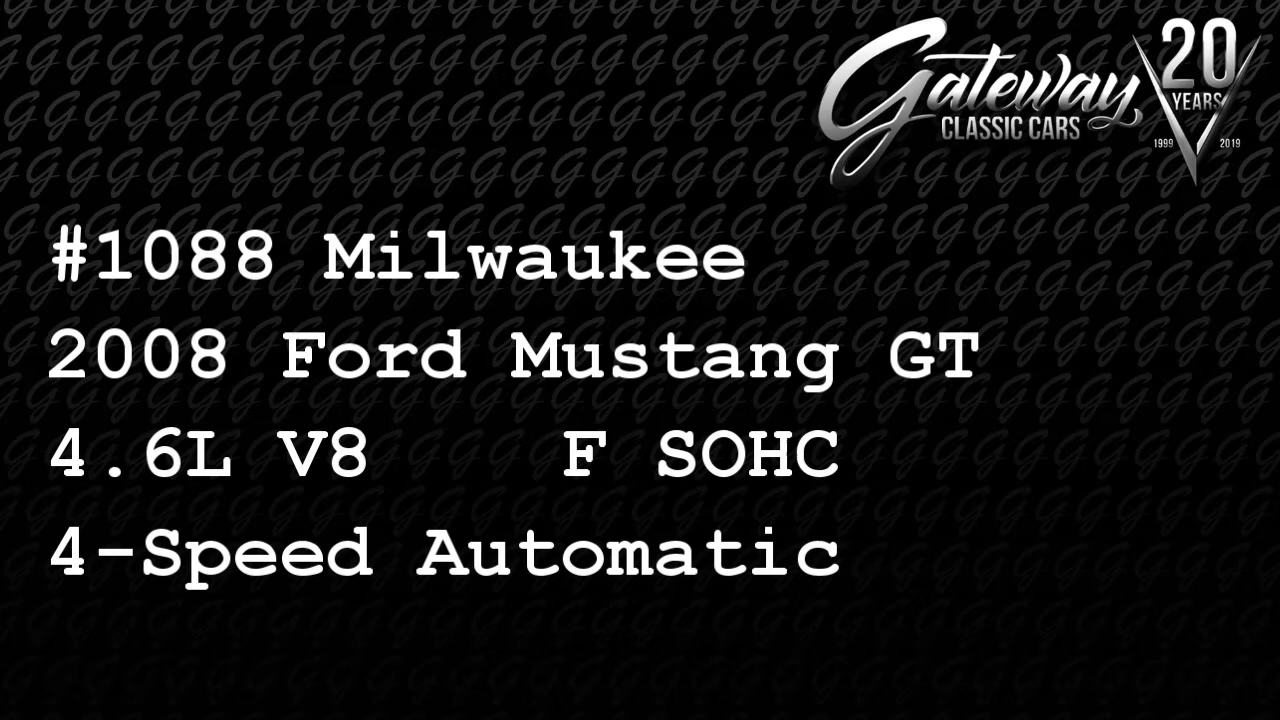 Gateway
CLASSIC CARS
20
YEARS
1999 2019
#1088 Milwaukee
2008 Ford Mustang GT
4.6L V8    F SOHC
4-Speed Automatic